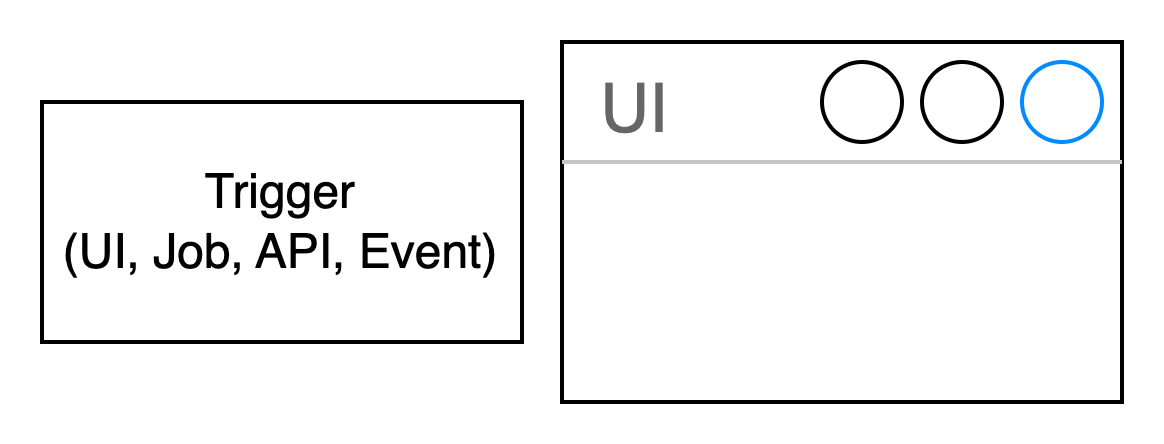 Trigger
(UI, Job, API, Event)
UI